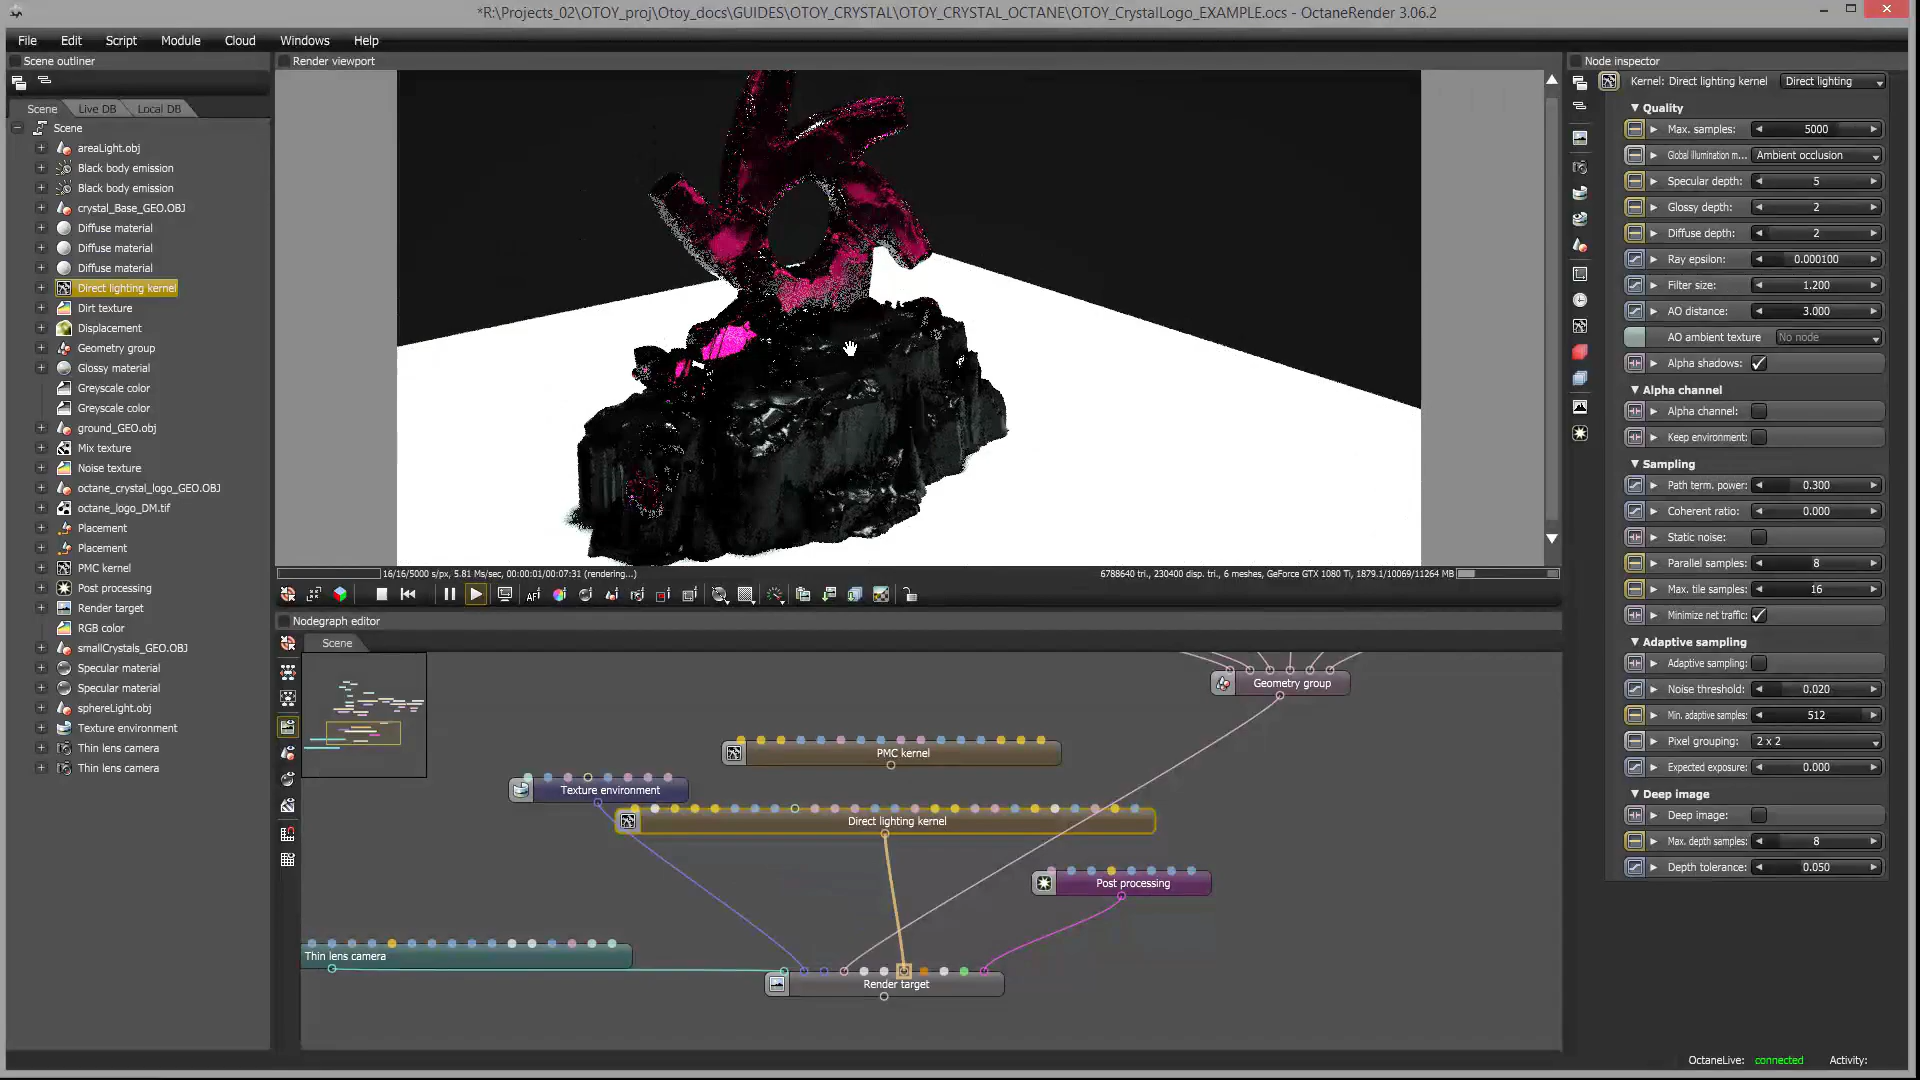 *R:\Projects_02\OTOY_proj\Otoy_docs\GUIDES\OTOY_CRYSTAL\OTOY_CRYSTAL_OCTANE\OTOY_CrystalLogo_EXAMPLE.ocs - OctaneRender 3.06.2
File Edit Script Module Cloud Windows Help
Scene outliner
Scene Live DB Local DB
Scene
areaLight.obj
Black body emission
Black body emission
crystal_Base_GEO.OBJ
Diffuse material
Diffuse material
Diffuse material
Direct lighting kernel
Dirt texture
Displacement
Geometry group
Glossy material
Greyscale color
Greyscale color
ground_GEO.obj
Mix texture
Noise texture
octane_crystal_logo_GEO.OBJ
octane_logo_DM.tif
Placement
Placement
PMC kernel
Post processing
Render target
RGB color
smallCrystals_GEO.OBJ
Specular material
Specular material
sphereLight.obj
Texture environment
Thin lens camera
Thin lens camera
Render viewport
16/16/5000 s/px, 5.81 Ms/sec, 00:00:01/00:07:31 (rendering...)
6788640 tri., 230400 disp. tri., 6 meshes, GeForce GTX 1080 Ti, 1879.1/10069/11264 MB
AF
Nodegraph editor
Scene
Geometry group
PMC kernel
Texture environment
Direct lighting kernel
Post processing
Thin lens camera
Render target
Node inspector
Kernel: Direct lighting kernel Direct lighting
Quality
Max. samples: 5000
Global illumination m... Ambient occlusion
Specular depth: 5
Glossy depth: 2
Diffuse depth: 2
Ray epsilon: 0.000100
Filter size: 1.200
AO distance: 3.000
AO ambient texture No node
Alpha shadows:
Alpha channel
Alpha channel:
Keep environment:
Sampling
Path term. power: 0.300
Coherent ratio: 0.000
Static noise:
Parallel samples: 8
Max. tile samples: 16
Minimize net traffic:
Adaptive sampling
Adaptive sampling:
Noise threshold: 0.020
Min. adaptive samples: 512
Pixel grouping: 2 x 2
Expected exposure: 0.000
Deep image
Deep image:
Max. depth samples: 8
Depth tolerance: 0.050
OctaneLive: connected Activity: